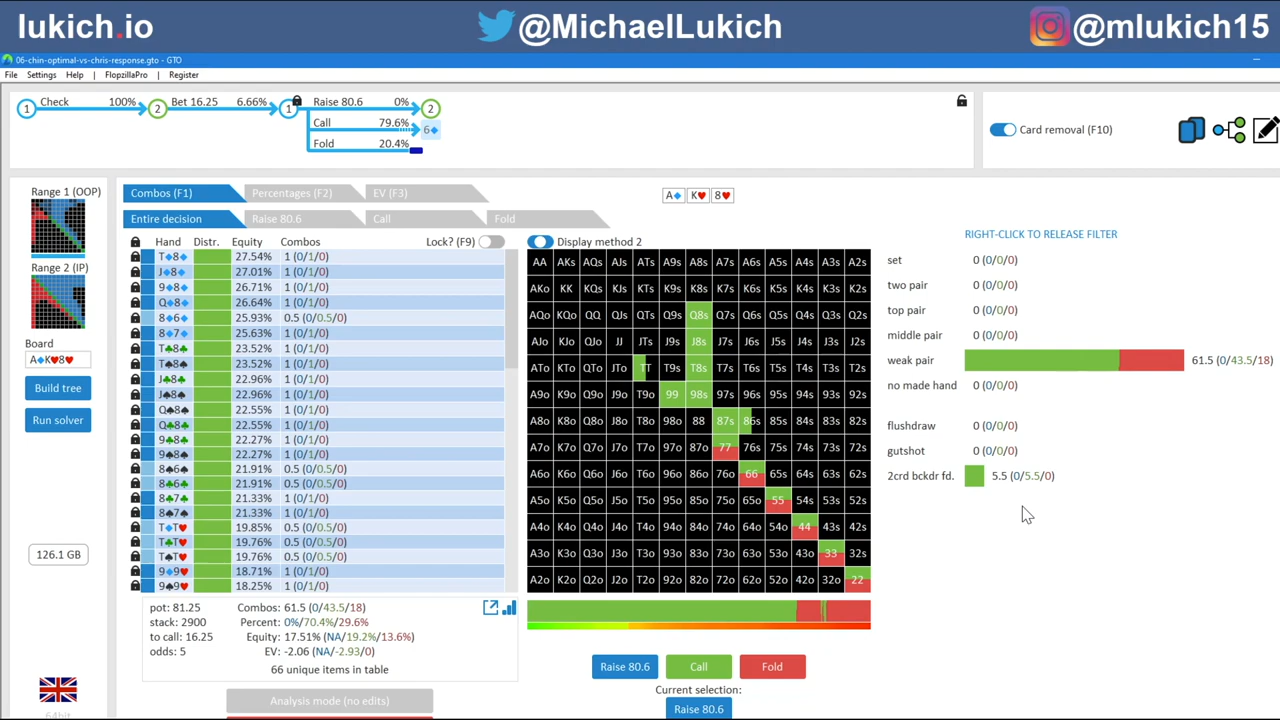 lukich.io
@MichaelLukich
@mlukich15
06-chin-optimal-vs-chris-response.gto - GTO
File Settings Help FlopzillaPro Register
1 Check 100% 2 Bet 16.25 6.66% 1 Raise 80.6 0% 2
Call 79.6% 6♦
Fold 20.4%
Card removal (F10)
Range 1 (OOP)
Range 2 (IP)
Board
A♦K♥8♥
Build tree
Run solver
126.1 GB
64bit
Combos (F1) Percentages (F2) EV (F3)
Entire decision Raise 80.6 Call Fold
A♦ K♥ 8♥
Hand Distr. Equity Combos Lock? (F9)
T♦8♦ 27.54% 1 (0/1/0)
J♦8♦ 27.01% 1 (0/1/0)
9♦8♦ 26.71% 1 (0/1/0)
Q♦8♦ 26.64% 1 (0/1/0)
8♦6♦ 25.93% 0.5 (0/0.5/0)
8♦7♦ 25.63% 1 (0/1/0)
T♣8♣ 23.52% 1 (0/1/0)
T♠8♠ 23.52% 1 (0/1/0)
J♣8♣ 22.96% 1 (0/1/0)
J♠8♠ 22.96% 1 (0/1/0)
Q♠8♠ 22.55% 1 (0/1/0)
Q♣8♣ 22.55% 1 (0/1/0)
9♣8♣ 22.27% 1 (0/1/0)
9♠8♠ 22.27% 1 (0/1/0)
8♠6♠ 21.91% 0.5 (0/0.5/0)
8♣6♣ 21.91% 0.5 (0/0.5/0)
8♣7♣ 21.33% 1 (0/1/0)
8♠7♠ 21.33% 1 (0/1/0)
T♦T♥ 19.85% 0.5 (0/0.5/0)
T♣T♥ 19.76% 0.5 (0/0.5/0)
T♠T♥ 19.76% 0.5 (0/0.5/0)
9♦9♥ 18.71% 1 (0/1/0)
9♠9♥ 18.25% 1 (0/1/0)
pot: 81.25 Combos: 61.5 (0/43.5/18)
stack: 2900 Percent: 0%/70.4%/29.6%
to call: 16.25 Equity: 17.51% (NA/19.2%/13.6%)
odds: 5 EV: -2.06 (NA/-2.93/0)
66 unique items in table
Analysis mode (no edits)
Display method 2
AA AKs AQs AJs ATs A9s A8s A7s A6s A5s A4s A3s A2s
AKo KK KQs KJs KTs K9s K8s K7s K6s K5s K4s K3s K2s
AQo KQo QQ QJs QTs Q9s Q8s Q7s Q6s Q5s Q4s Q3s Q2s
AJo KJo QJo JJ JTs J9s J8s J7s J6s J5s J4s J3s J2s
ATo KTo QTo JTo TT T9s T8s T7s T6s T5s T4s T3s T2s
A9o K9o Q9o J9o T9o 99 98s 97s 96s 95s 94s 93s 92s
A8o K8o Q8o J8o T8o 98o 88 87s 86s 85s 84s 83s 82s
A7o K7o Q7o J7o T7o 97o 87o 77 76s 75s 74s 73s 72s
A6o K6o Q6o J6o T6o 96o 86o 76o 66 65s 64s 63s 62s
A5o K5o Q5o J5o T5o 95o 85o 75o 65o 55 54s 53s 52s
A4o K4o Q4o J4o T4o 94o 84o 74o 64o 54o 44 43s 42s
A3o K3o Q3o J3o T3o 93o 83o 73o 63o 53o 43o 33 32s
A2o K2o Q2o J2o T2o 92o 82o 72o 62o 52o 42o 32o 22
Raise 80.6 Call Fold
Current selection:
Raise 80.6
RIGHT-CLICK TO RELEASE FILTER
set 0 (0/0/0)
two pair 0 (0/0/0)
top pair 0 (0/0/0)
middle pair 0 (0/0/0)
weak pair 61.5 (0/43.5/18)
no made hand 0 (0/0/0)
flushdraw 0 (0/0/0)
gutshot 0 (0/0/0)
2crd bckdr fd. 5.5 (0/5.5/0)